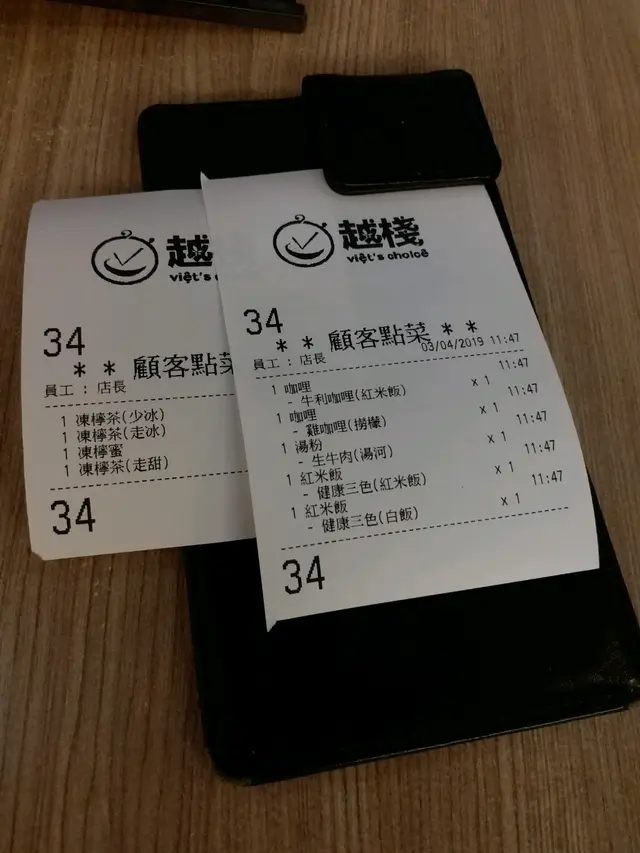 越
việt's c
34
* * 顧客點菜
員工 : 店長
1 凍檸茶(少冰)
1 凍檸茶(走冰)
1 凍檸蜜
1 凍檸茶(走甜)
34
越棧
việt's choicê
34
* * 顧客點菜 * *
員工 : 店長 03/04/2019 11:47
1 咖哩 11:47
- 牛利咖哩(紅米飯) x 1
1 咖哩 11:47
- 雞咖哩(撈檬) x 1
1 湯粉 11:47
- 生牛肉(湯河) x 1
1 紅米飯 11:47
- 健康三色(紅米飯) x 1
1 紅米飯 11:47
- 健康三色(白飯) x 1
34